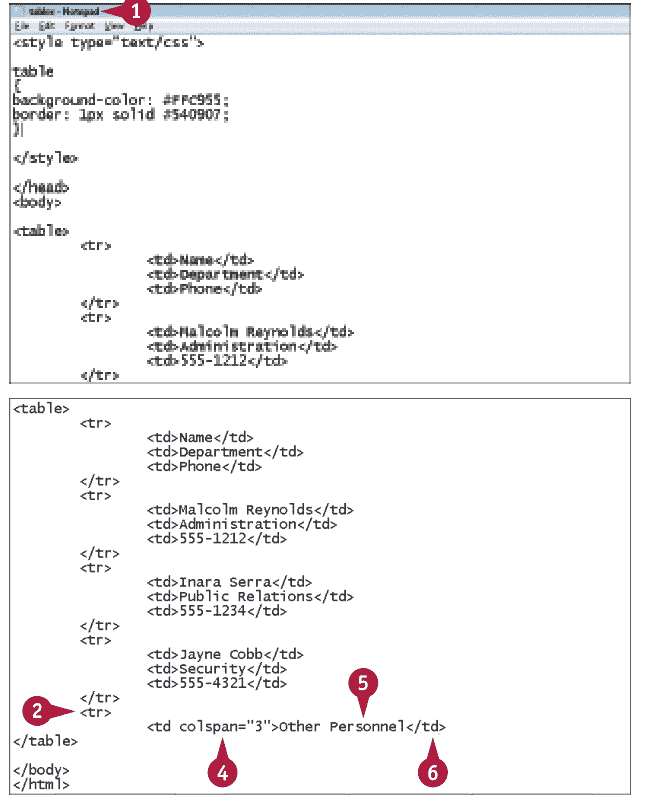 tables - Notepad
1
File Edit Format View Help
<style type="text/css">
table
{
background-color: #FFC955;
border: 1px solid #540907;
}
</style>
</head>
<body>
<table>
<tr>
<td>Name</td>
<td>Department</td>
<td>Phone</td>
</tr>
<tr>
<td>Malcolm Reynolds</td>
<td>Administration</td>
<td>555-1212</td>
</tr>
<table>
<tr>
<td>Name</td>
<td>Department</td>
<td>Phone</td>
</tr>
<tr>
<td>Malcolm Reynolds</td>
<td>Administration</td>
<td>555-1212</td>
</tr>
<tr>
<td>Inara Serra</td>
<td>Public Relations</td>
<td>555-1234</td>
</tr>
<tr>
<td>Jayne Cobb</td>
<td>Security</td>
<td>555-4321</td>
</tr>
5
2 <tr>
<td colspan="3">Other Personnel</td>
</table>
4 6
</body>
</html>